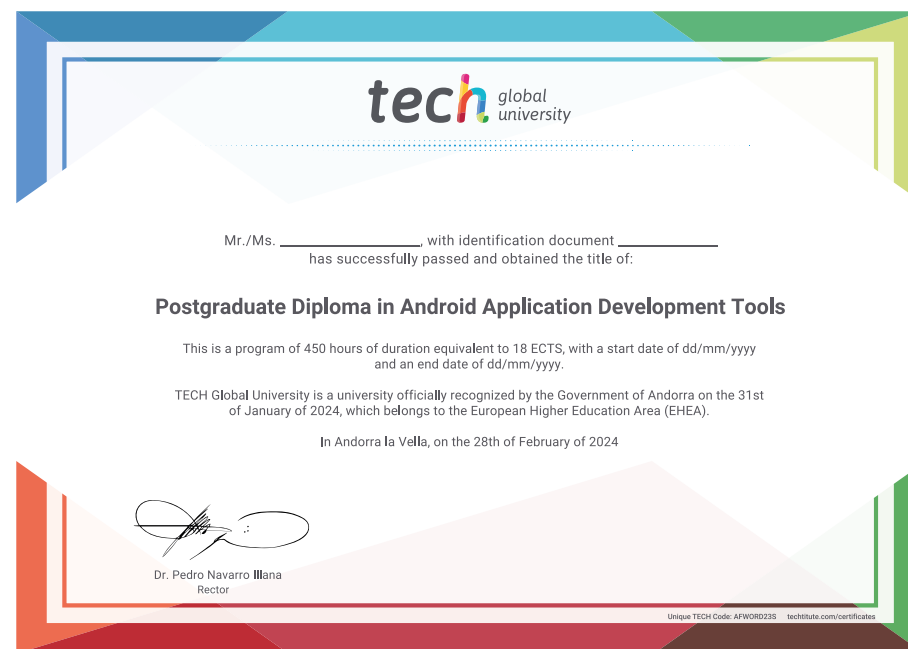 tech global university
Mr./Ms. ____________, with identification document ____________
has successfully passed and obtained the title of:
Postgraduate Diploma in Android Application Development Tools
This is a program of 450 hours of duration equivalent to 18 ECTS, with a start date of dd/mm/yyyy
and an end date of dd/mm/yyyy.
TECH Global University is a university officially recognized by the Government of Andorra on the 31st
of January of 2024, which belongs to the European Higher Education Area (EHEA).
In Andorra la Vella, on the 28th of February of 2024
Dr. Pedro Navarro Illana
Rector
Unique TECH Code: AFWORD23S techtitute.com/certificates